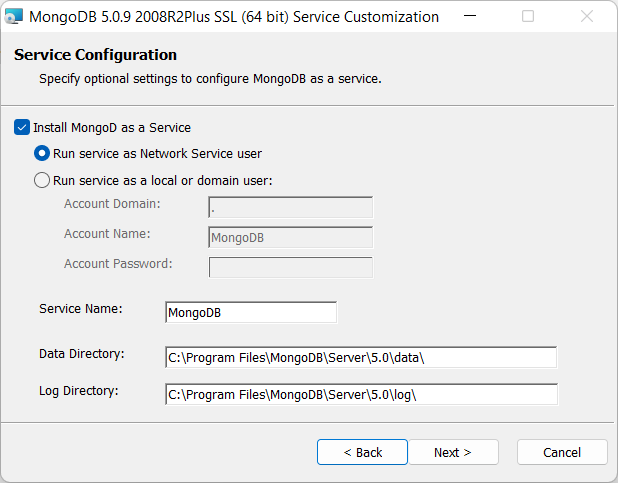 MongoDB 5.0.9 2008R2Plus SSL (64 bit) Service Customization
Service Configuration
Specify optional settings to configure MongoDB as a service.
Install MongoD as a Service
Run service as Network Service user
Run service as a local or domain user:
Account Domain: .
Account Name: MongoDB
Account Password:
Service Name: MongoDB
Data Directory: C:\Program Files\MongoDB\Server\5.0\data\
Log Directory: C:\Program Files\MongoDB\Server\5.0\log\
< Back Next > Cancel